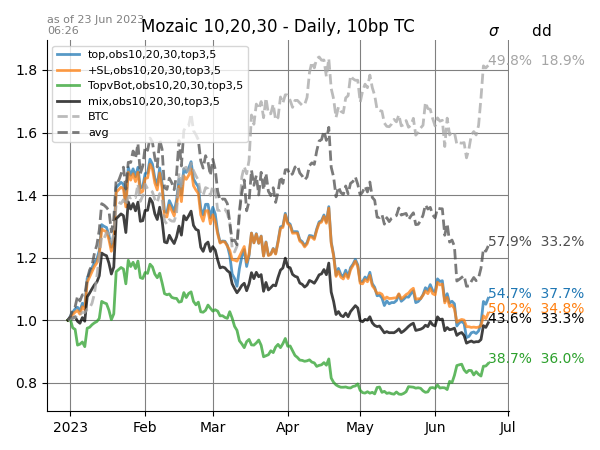 as of 23 Jun 2023
06:26
Mozaic 10,20,30 - Daily, 10bp TC
σ dd
top,obs10,20,30,top3,5
+SL,obs10,20,30,top3,5
TopvBot,obs10,20,30,top3,5
mix,obs10,20,30,top3,5
BTC
avg
49.8% 18.9%
57.9% 33.2%
54.7% 37.7%
50.2% 34.8%
43.6% 33.3%
38.7% 36.0%
1.8
1.6
1.4
1.2
1.0
0.8
2023 Feb Mar Apr May Jun Jul